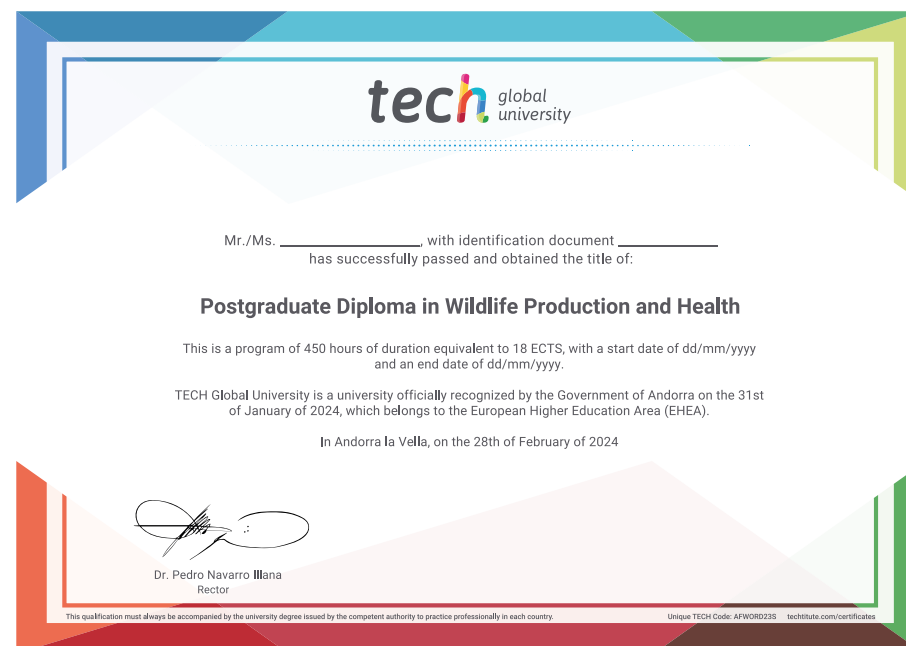 tech global university
Mr./Ms. ____________, with identification document ____________
has successfully passed and obtained the title of:
Postgraduate Diploma in Wildlife Production and Health
This is a program of 450 hours of duration equivalent to 18 ECTS, with a start date of dd/mm/yyyy
and an end date of dd/mm/yyyy.
TECH Global University is a university officially recognized by the Government of Andorra on the 31st
of January of 2024, which belongs to the European Higher Education Area (EHEA).
In Andorra la Vella, on the 28th of February of 2024
Dr. Pedro Navarro Illana
Rector
This qualification must always be accompanied by the university degree issued by the competent authority to practice professionally in each country.
Unique TECH Code: AFWORD23S techtitute.com/certificates